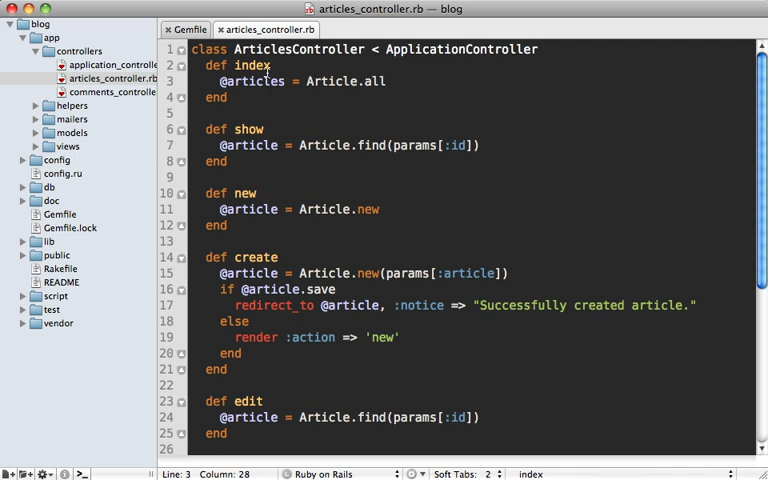 articles_controller.rb — blog
Gemfile
articles_controller.rb
blog
app
controllers
application_controlle
articles_controller.rb
comments_controlle
helpers
mailers
models
views
config
config.ru
db
doc
Gemfile
Gemfile.lock
lib
public
Rakefile
README
script
test
vendor
1 class ArticlesController < ApplicationController
2 def index
3 @articles = Article.all
4 end
5
6 def show
7 @article = Article.find(params[:id])
8 end
9
10 def new
11 @article = Article.new
12 end
13
14 def create
15 @article = Article.new(params[:article])
16 if @article.save
17 redirect_to @article, :notice => "Successfully created article."
18 else
19 render :action => 'new'
20 end
21 end
22
23 def edit
24 @article = Article.find(params[:id])
25 end
26
Line: 3 Column: 28 Ruby on Rails Soft Tabs: 2 index